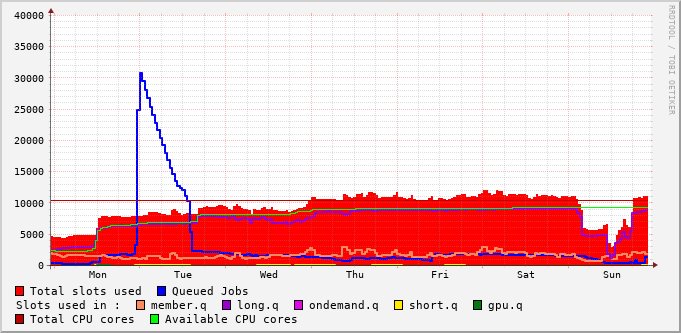 40000
35000
30000
25000
20000
15000
10000
5000
0
Mon Tue Wed Thu Fri Sat Sun
RRDTOOL / TOBI OETIKER
Total slots used Queued Jobs
Slots used in : member.q long.q ondemand.q short.q gpu.q
Total CPU cores Available CPU cores